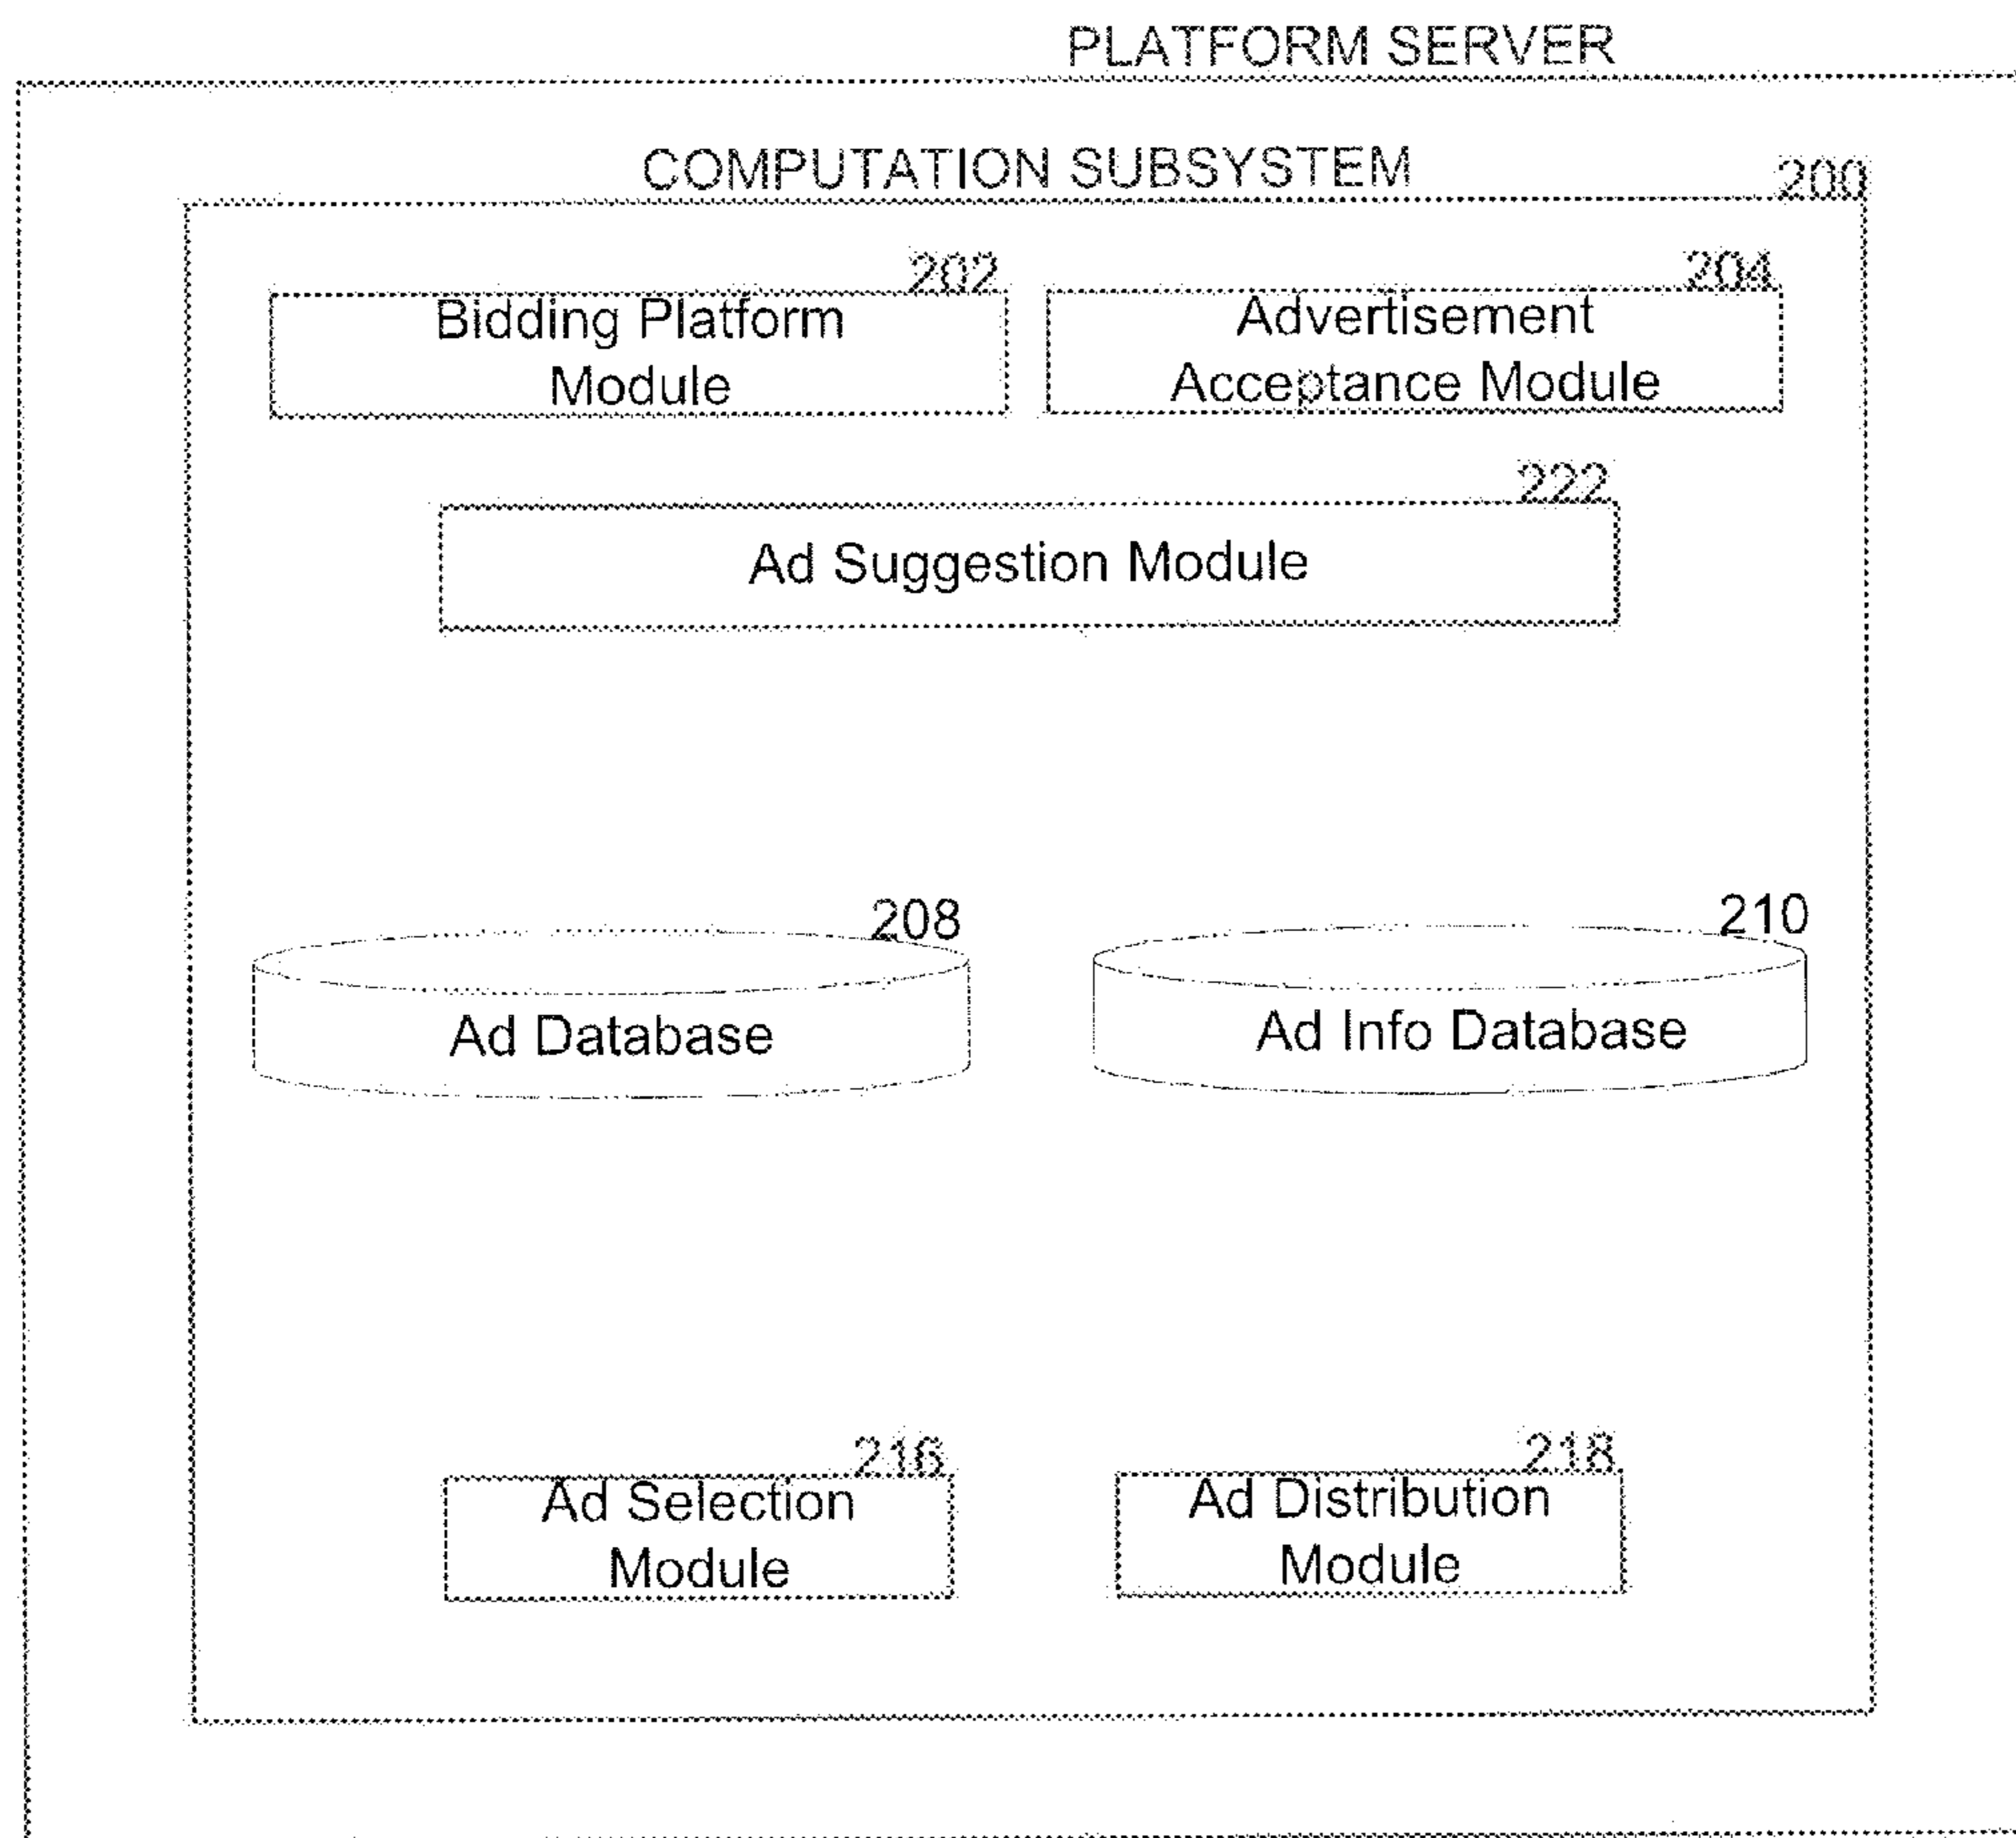 PLATFORM SERVER
COMPUTATION SUBSYSTEM
200
202
204
Bidding Platform
Module
Advertisement
Acceptance Module
222
Ad Suggestion Module
208
210
Ad Database
Ad Info Database
216
218
Ad Selection
Module
Ad Distribution
Module